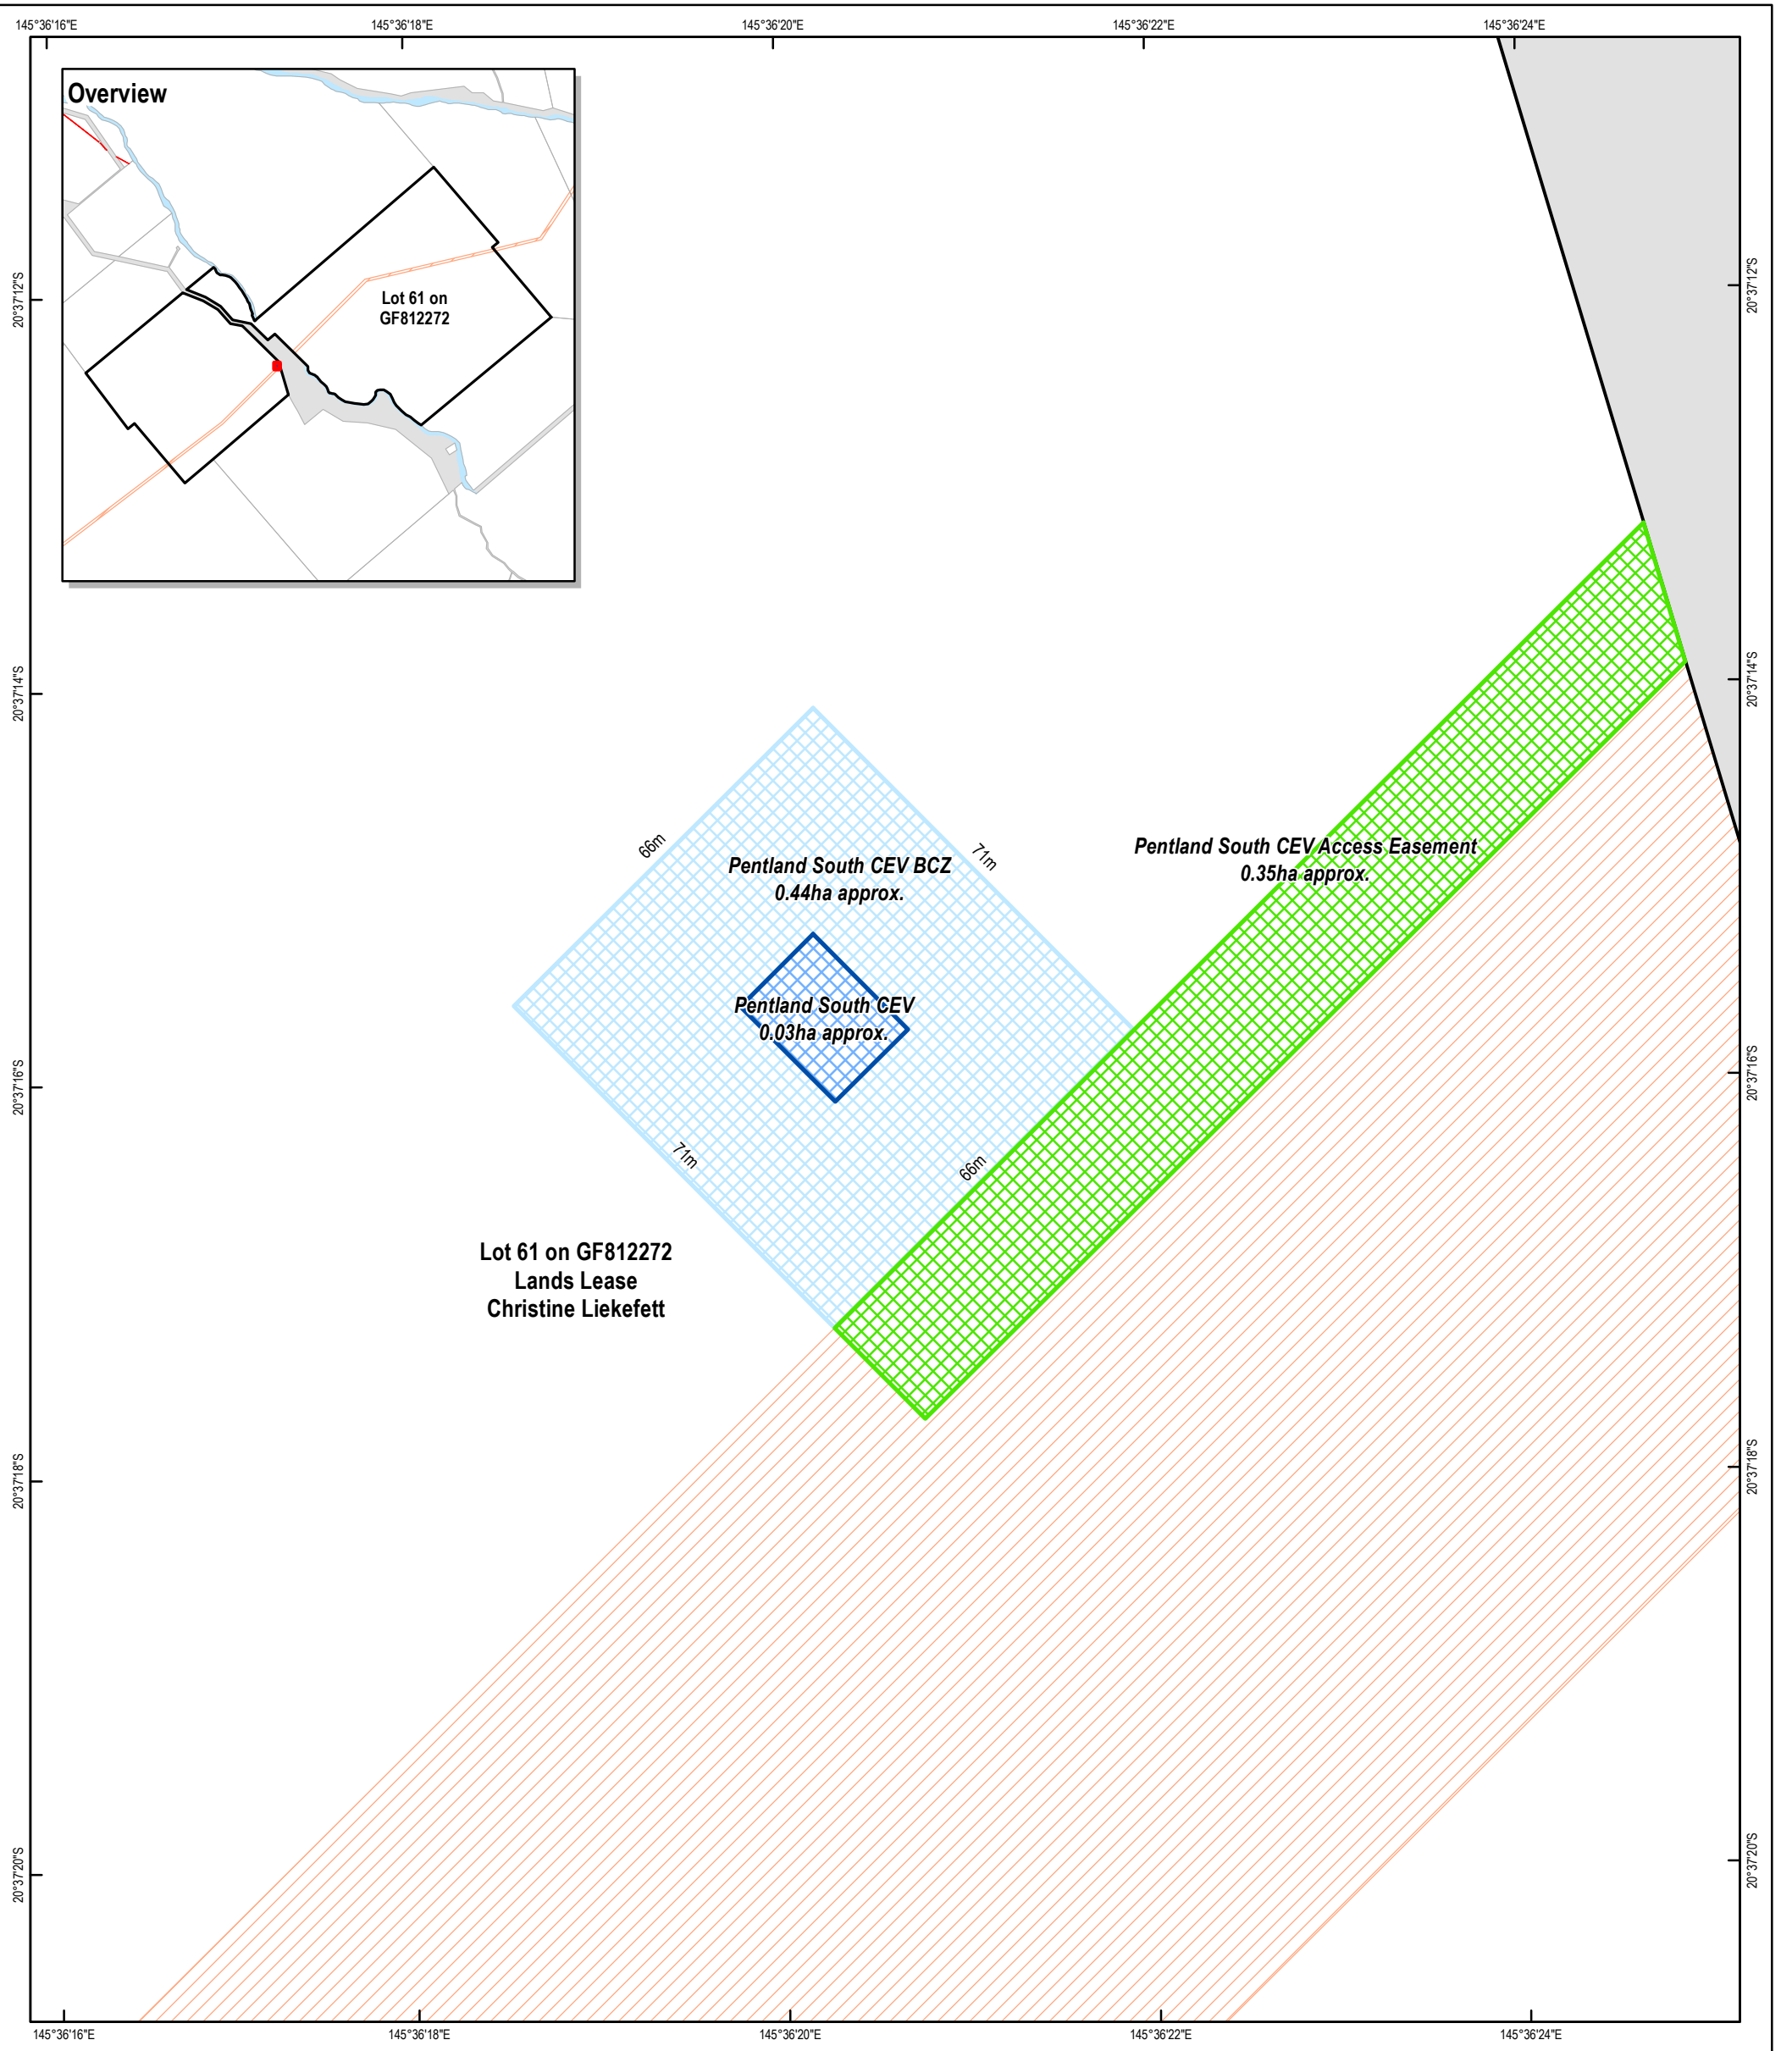 145°36'16"E
145°36'18"E
145°36'20"E
145°36'22"E
145°36'24"E
Overview
Lot 61 on
GF812272
20°37'12"S
20°37'12"S
20°37'14"S
20°37'14"S
66m
71m
Pentland South CEV BCZ
0.44ha approx.
Pentland South CEV Access Easement
0.35ha approx.
Pentland South CEV
0.03ha approx.
20°37'16"S
20°37'16"S
71m
66m
Lot 61 on GF812272
Lands Lease
Christine Liekefett
20°37'18"S
20°37'18"S
20°37'20"S
20°37'20"S
145°36'16"E
145°36'18"E
145°36'20"E
145°36'22"E
145°36'24"E